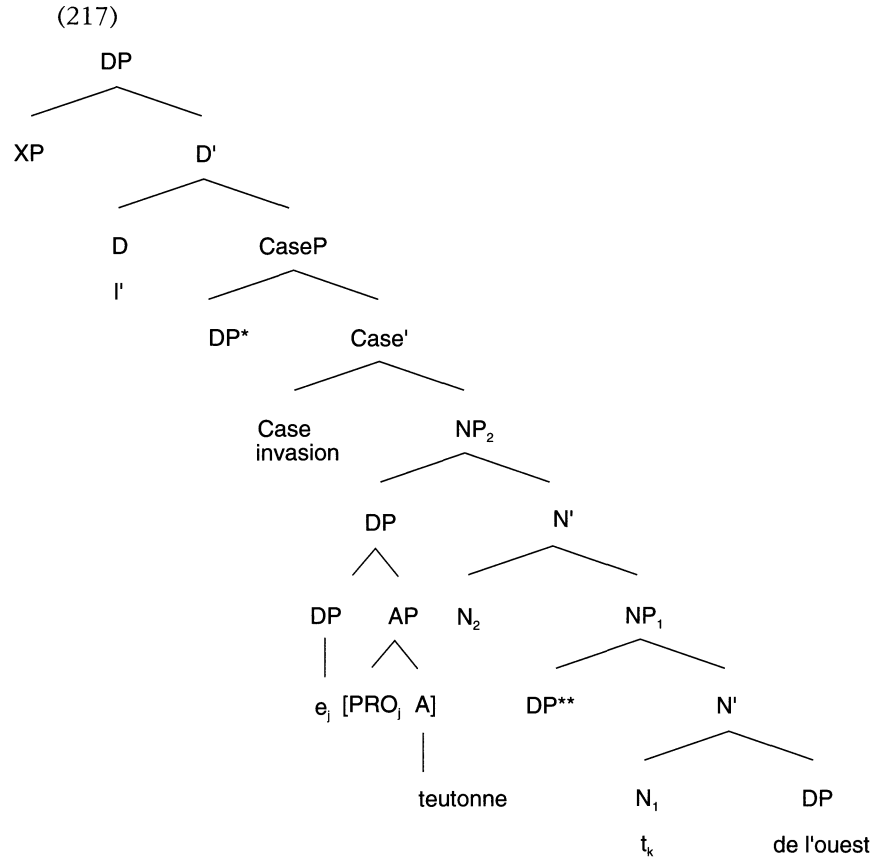 (217)
DP
XP D'
D CaseP
l'
DP* Case'
Case NP₂
invasion
DP N'
DP AP N₂ NP₁
eⱼ [PROⱼ A] DP** N'
teutonne N₁ DP
tₖ de l'ouest